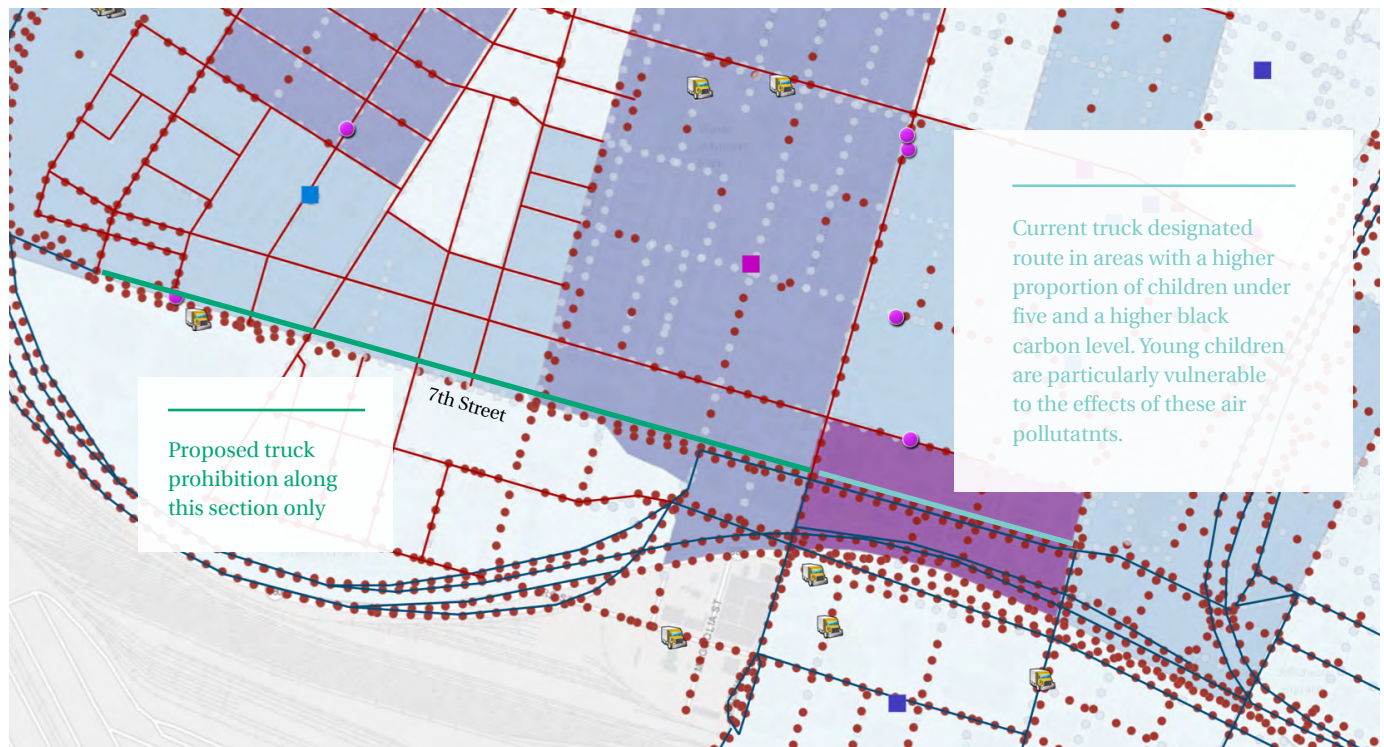 Current truck designated
route in areas with a higher
proportion of children under
five and a higher black
carbon level. Young children
are particularly vulnerable
to the effects of these air
pollutatnts.
7th Street
Proposed truck
prohibition along
this section only